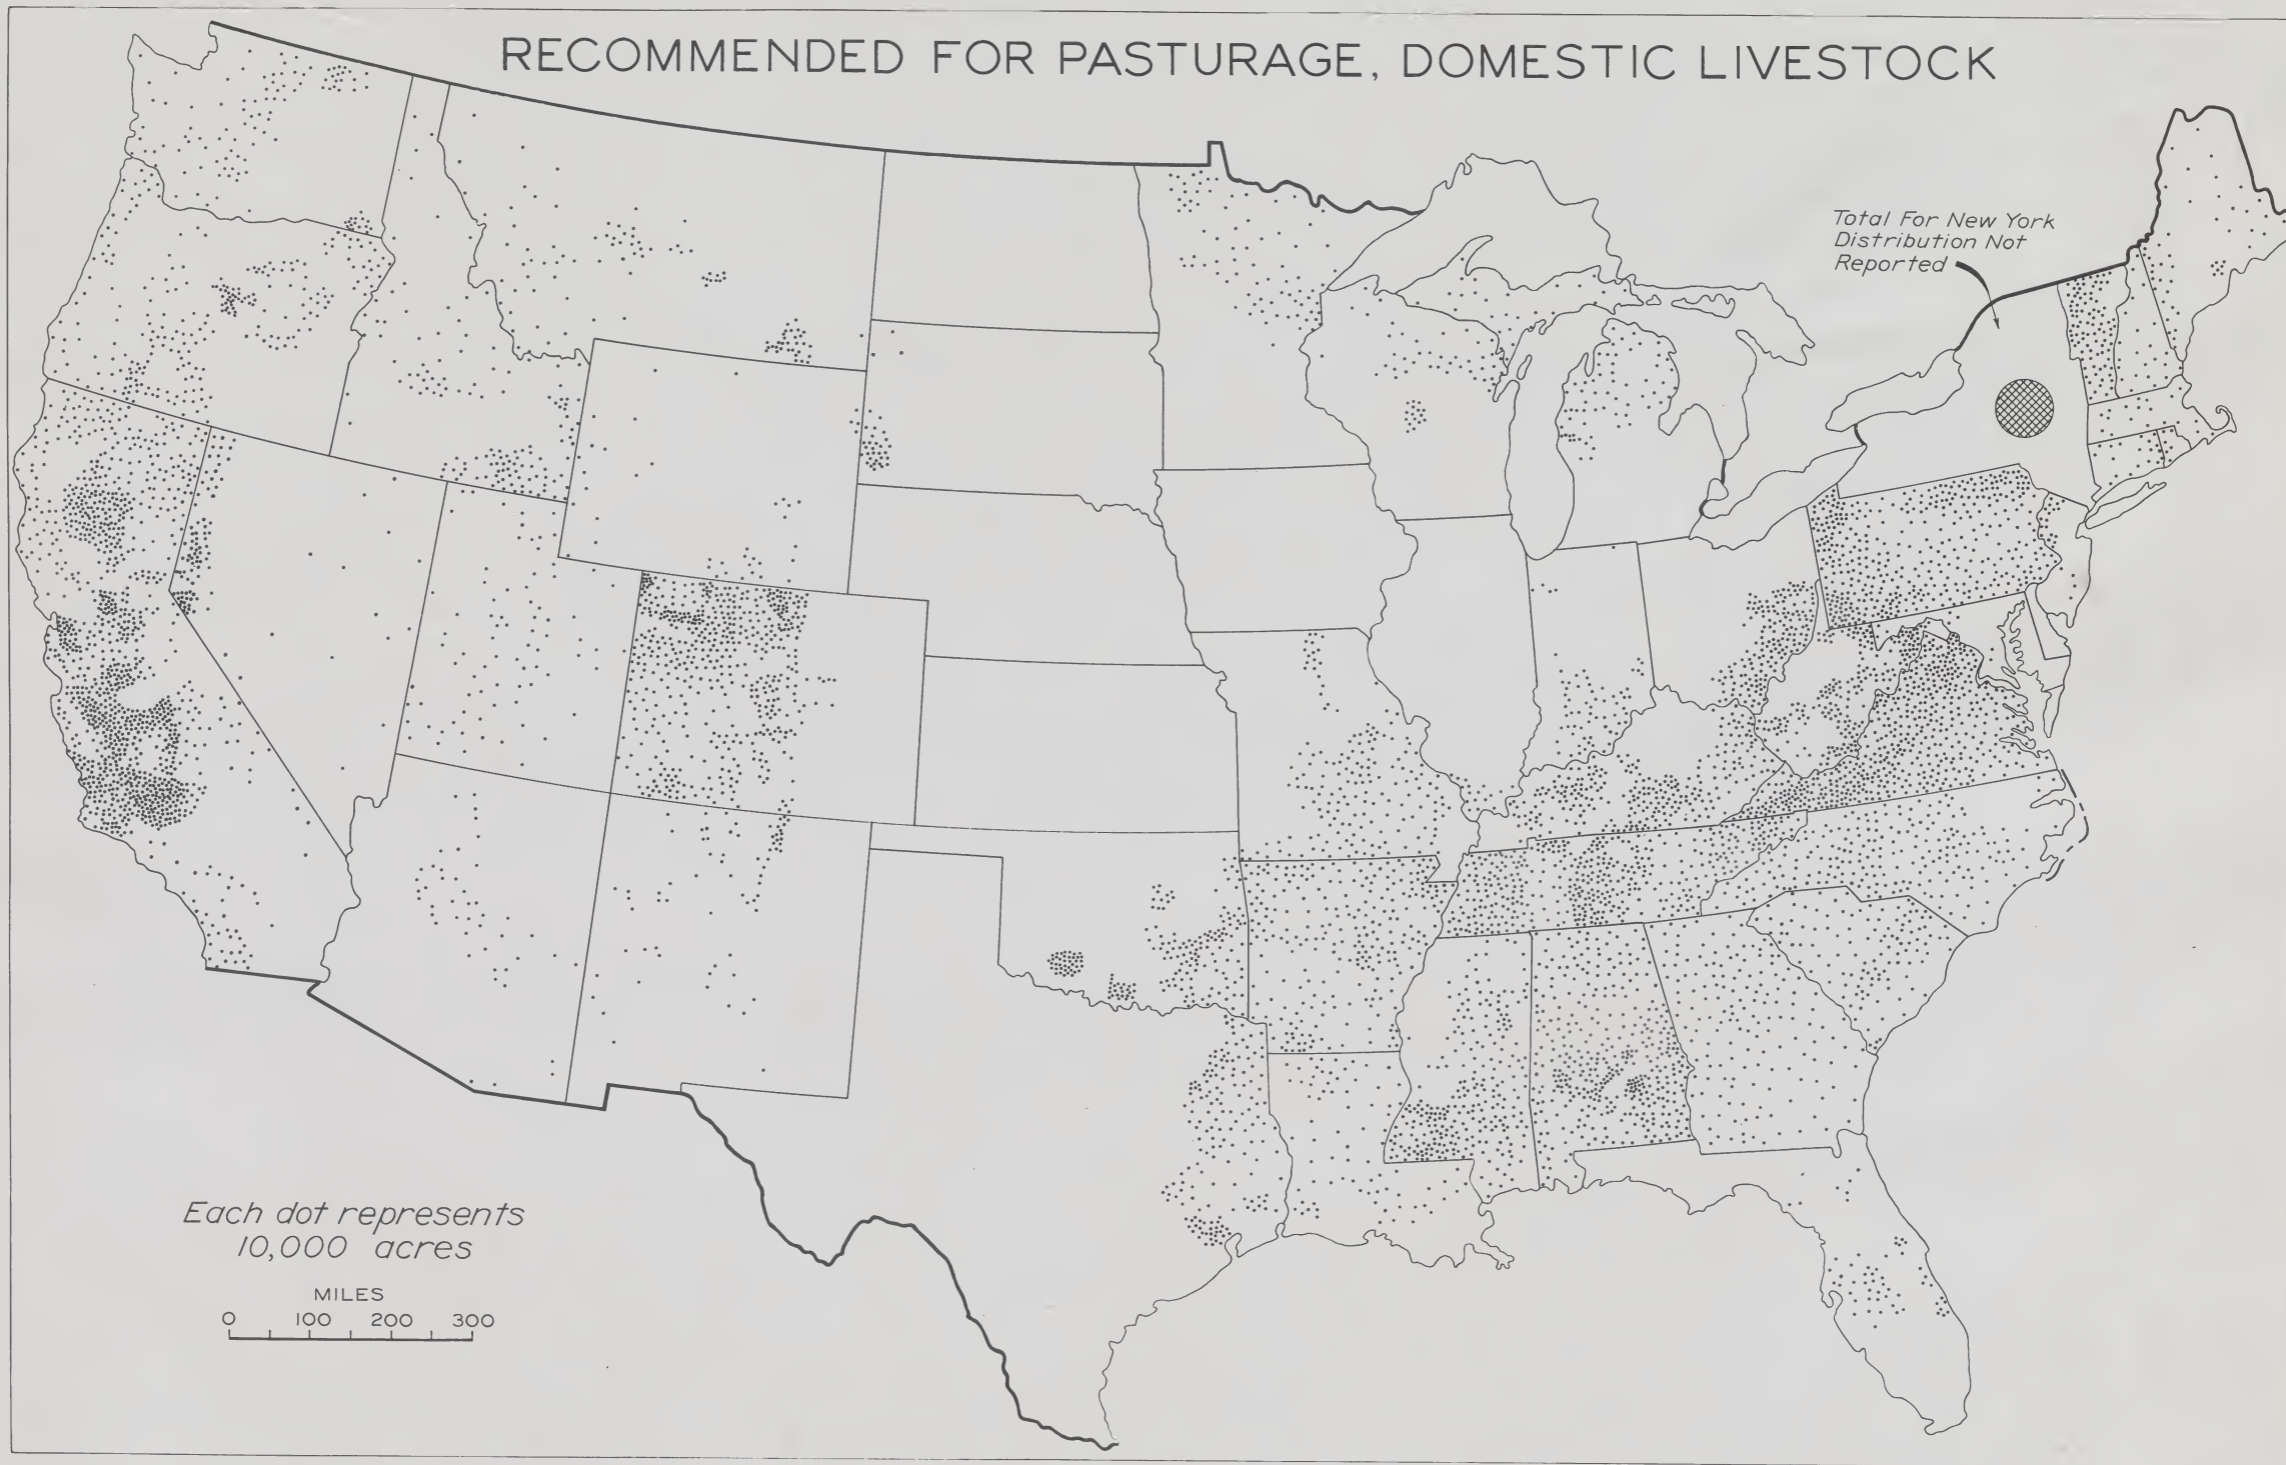 RECOMMENDED FOR PASTURAGE, DOMESTIC LIVESTOCK
Total For New York
Distribution Not
Reported
Each dot represents
10,000 acres
MILES
0 100 200 300